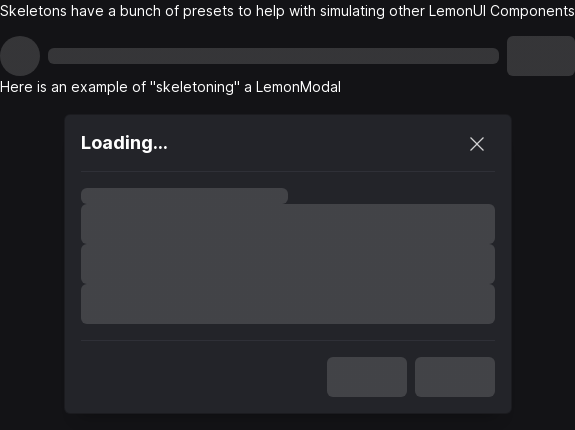 Skeletons have a bunch of presets to help with simulating other LemonUI Components
Here is an example of "skeletoning" a LemonModal
Loading...